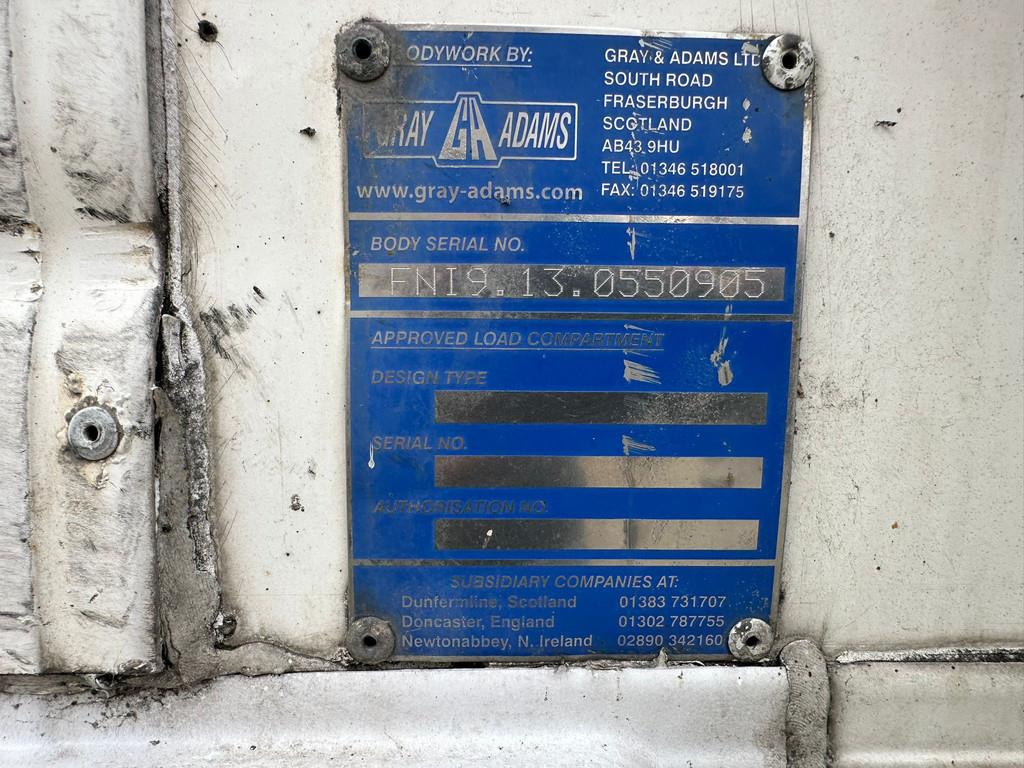 ODYWORK BY:
GRAY & ADAMS LTD
SOUTH ROAD
FRASERBURGH
SCOTLAND
AB43 9HU
TEL: 01346 518001
FAX: 01346 519175
GRAY GA ADAMS
www.gray-adams.com
BODY SERIAL NO.
FNI9.13.0550905
APPROVED LOAD COMPARTMENT
DESIGN TYPE
SERIAL NO.
AUTHORISATION NO.
SUBSIDIARY COMPANIES AT:
Dunfermline, Scotland 01383 731707
Doncaster, England 01302 787755
Newtonabbey, N. Ireland 02890 342160